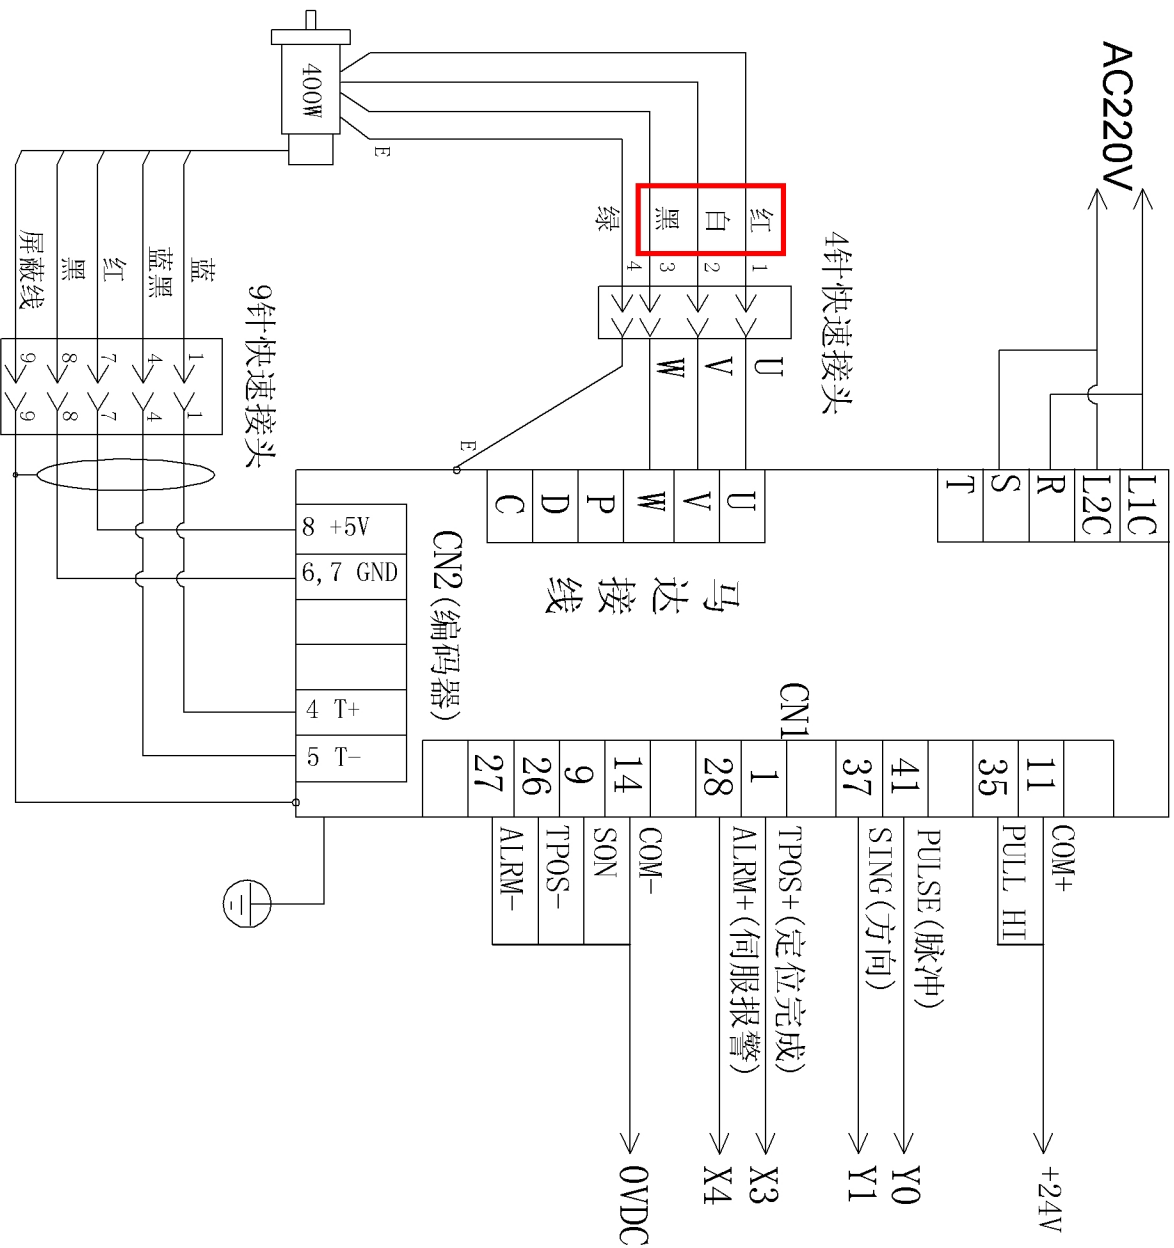 AC220V
400W
E
红
白
黑
绿
1
2
3
4
4针快速接头
U
V
W
E
蓝
蓝黑
红
黑
屏蔽线
9针快速接头
1
4
7
8
9
1
4
7
8
9
L1C
L2C
R
S
T
U
V
W
P
D
C
马达接线
CN2(编码器)
8 +5V
6,7 GND
4 T+
5 T-
CN1
11
35
41
37
1
28
14
9
26
27
COM+
PULL HI
PULSE(脉冲)
SING(方向)
TPOS+(定位完成)
ALRM+(伺服报警)
COM-
SON
TPOS-
ALRM-
+24V
Y0
Y1
X3
X4
0VDC